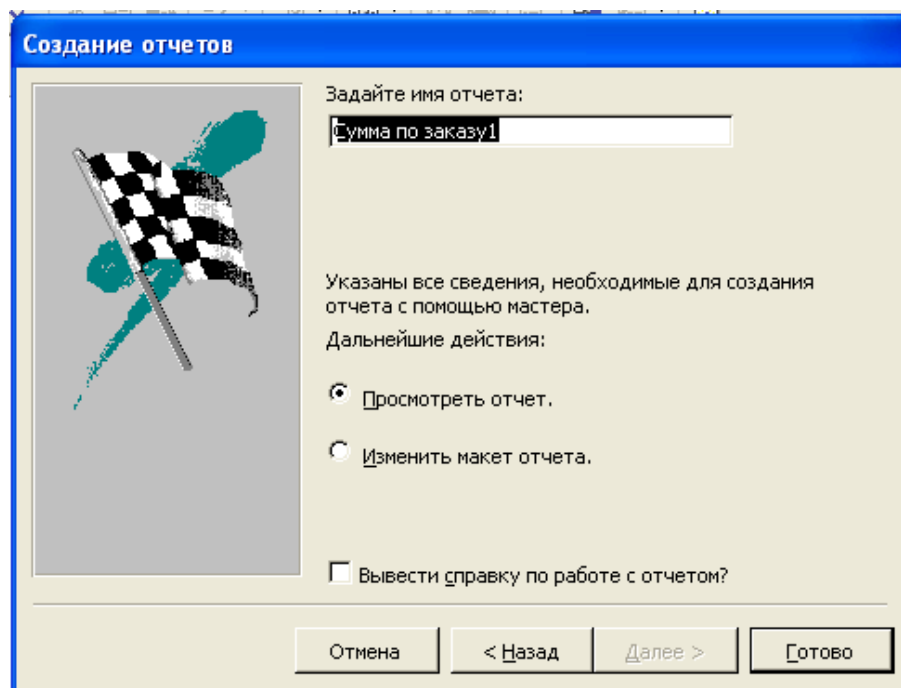 Создание отчетов
Задайте имя отчета:
Сумма по заказу1
Указаны все сведения, необходимые для создания
отчета с помощью мастера.
Дальнейшие действия:
Просмотреть отчет.
Изменить макет отчета.
Вывести справку по работе с отчетом?
Отмена
< Назад
Далее >
Готово